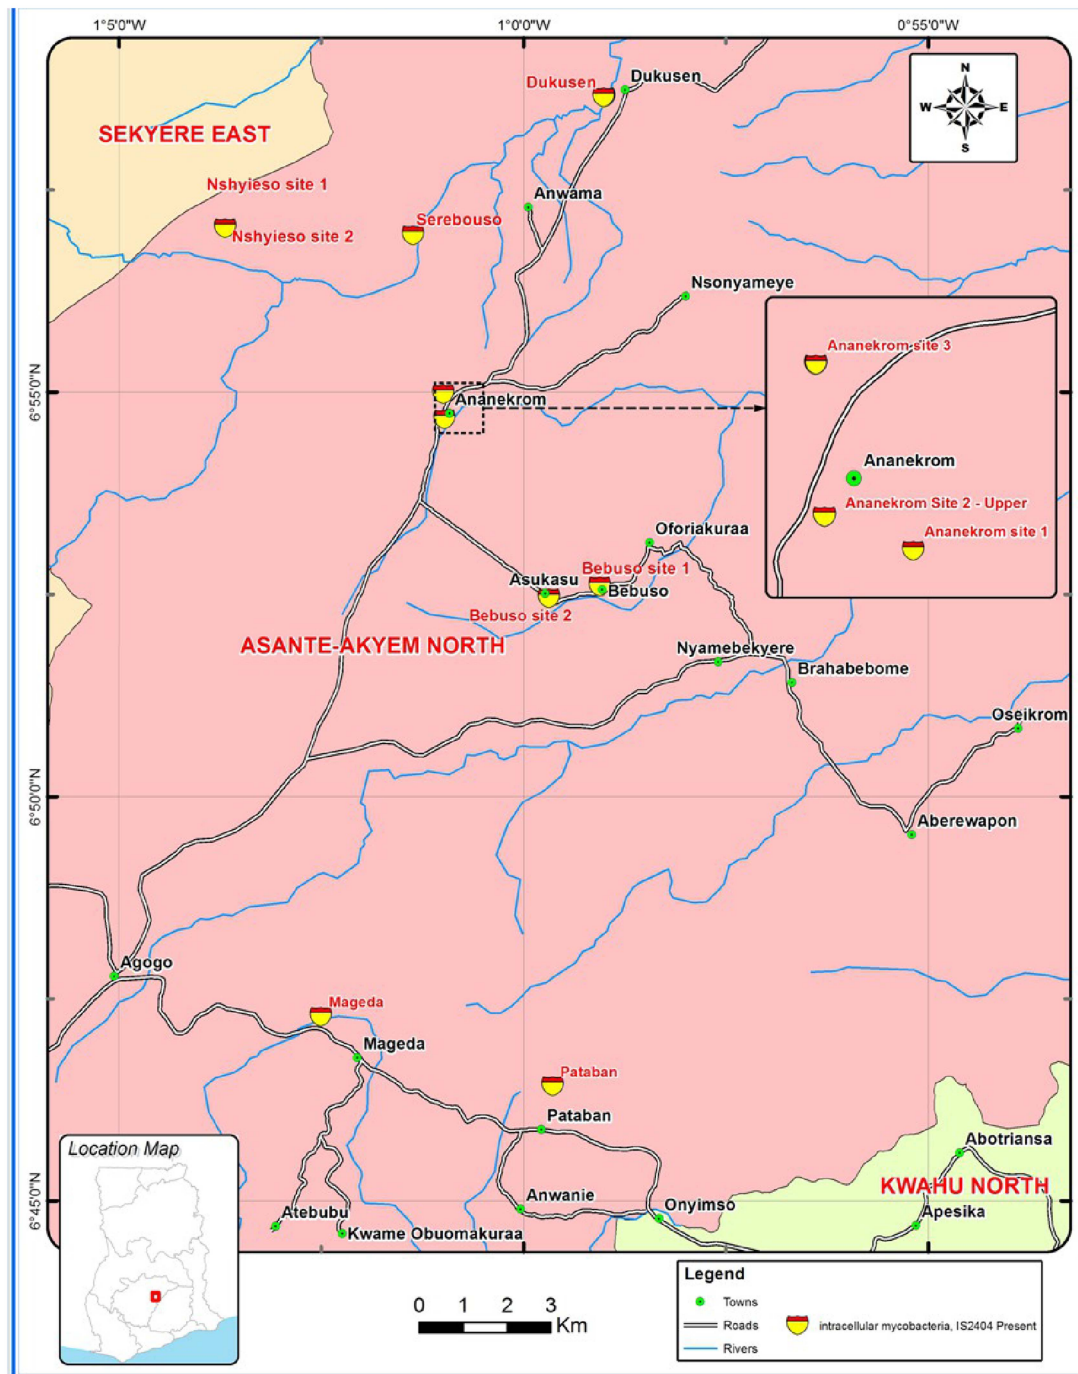 1°5'0"W
1°0'0"W
0°55'0"W
Dukusen
Dukusen
N
W
E
S
SEKYERE EAST
Nshyieso site 1
Anwama
Serebouso
Nshyieso site 2
Nsonyameye
Ananekrom site 3
6°55'0"N
Ananekrom
Ananekrom
Ananekrom Site 2 - Upper
Ananekrom site 1
Oforiakuraa
Bebuso site 1
Asukasu
Bebuso
Bebuso site 2
ASANTE-AKYEM NORTH
Nyamebekyere
Brahabebome
Oseikrom
6°50'0"N
Aberewapon
Agogo
Mageda
Mageda
Pataban
Pataban
Abotriansa
Location Map
KWAHU NORTH
6°45'0"N
Anwanie
Onyimso
Apesika
Atebubu
Kwame Obuomakuraa
Legend
Towns
Roads
intracellular mycobacteria, IS2404 Present
Rivers
0 1 2 3
Km